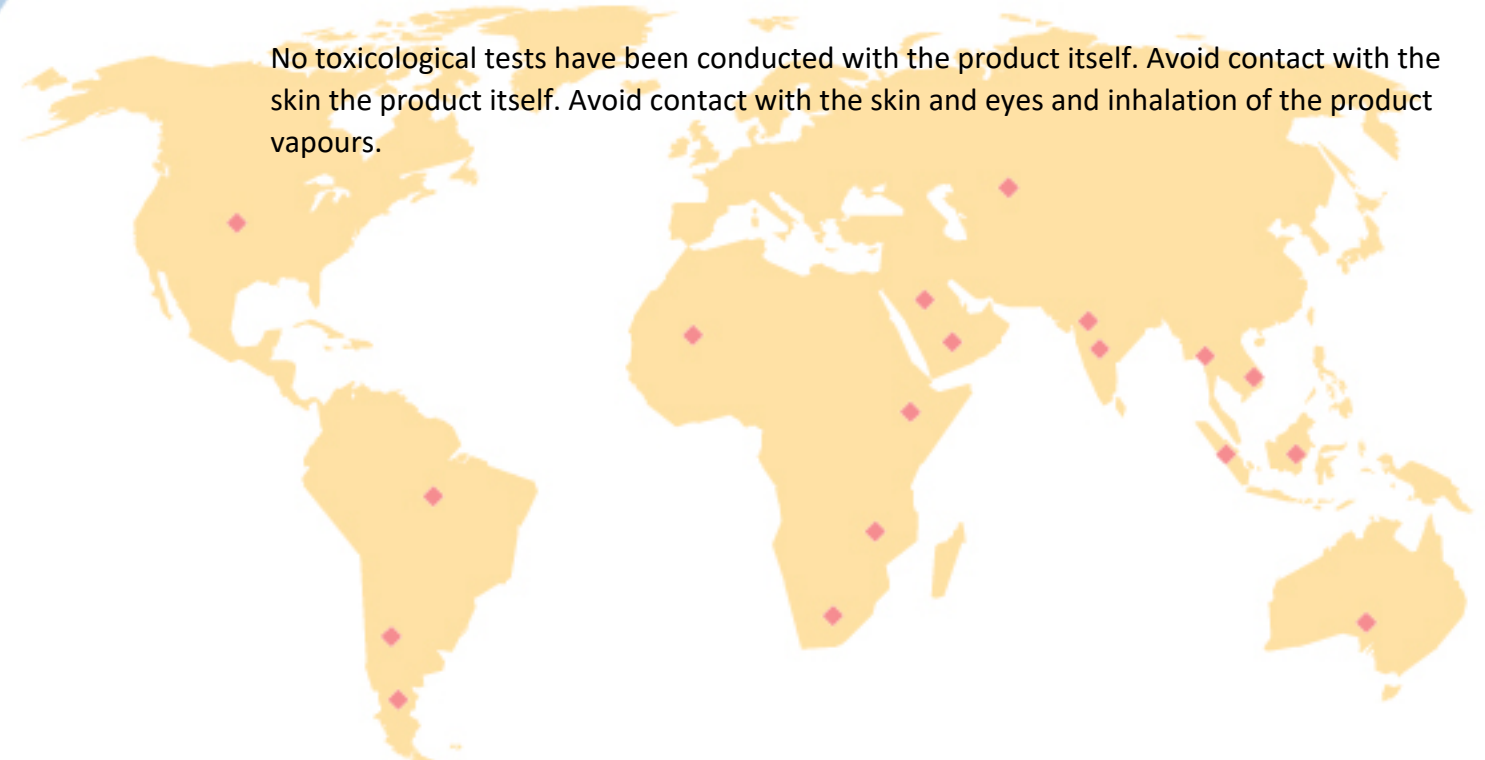 No toxicological tests have been conducted with the product itself. Avoid contact with the
skin the product itself. Avoid contact with the skin and eyes and inhalation of the product
vapours.